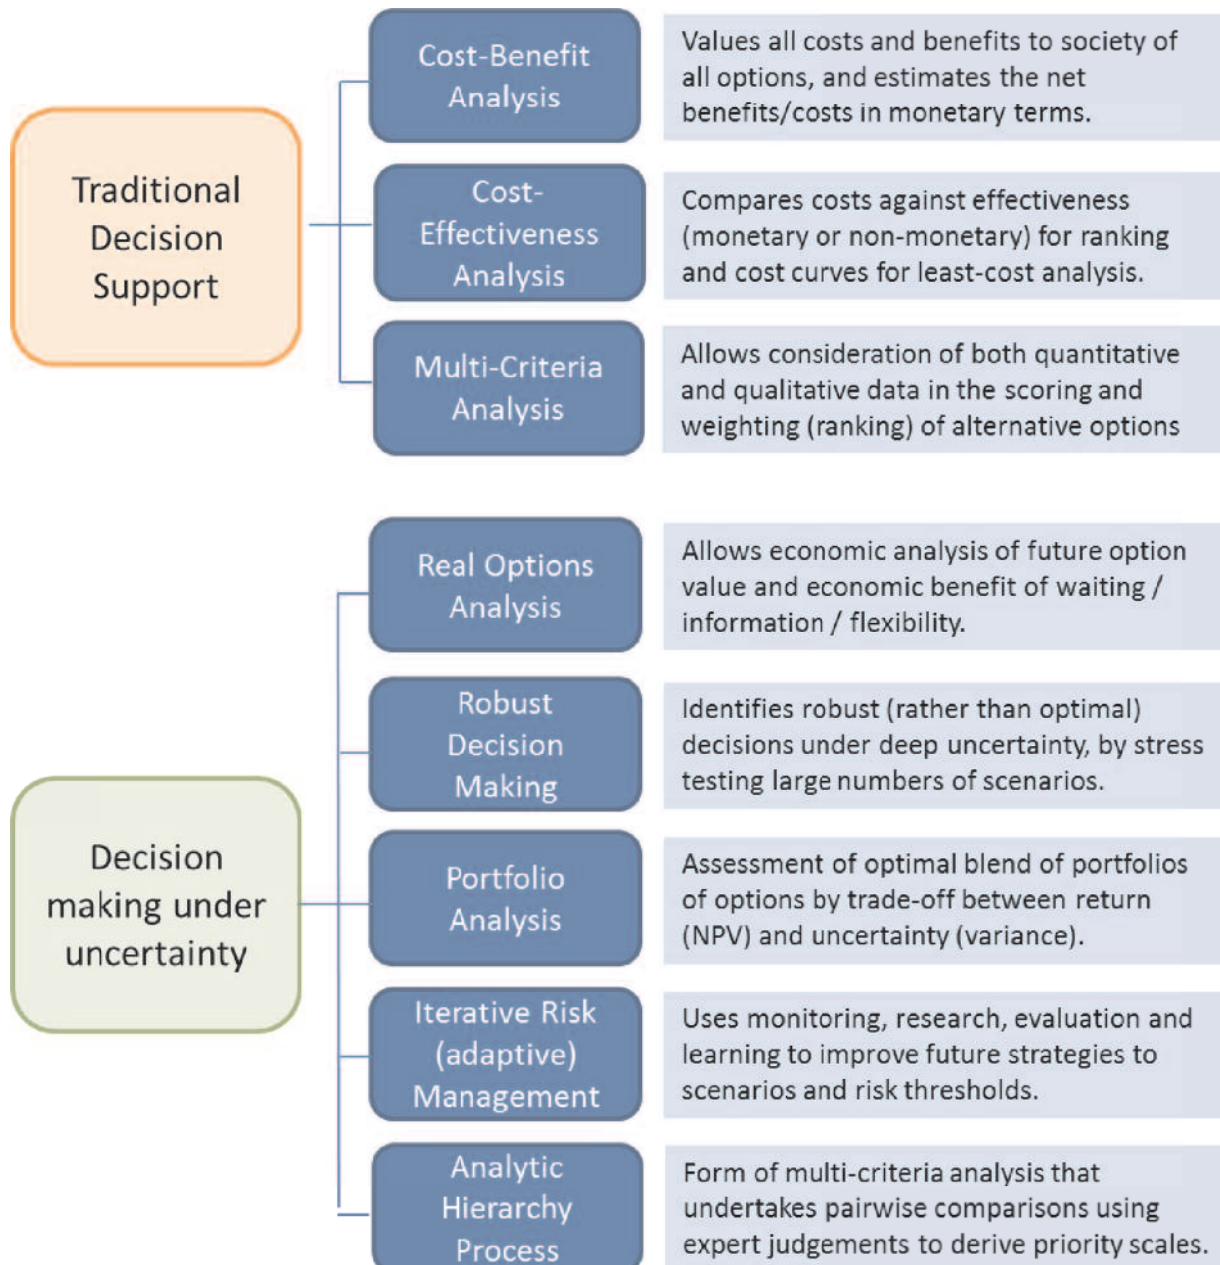 Traditional
Decision
Support
Cost-Benefit
Analysis
Values all costs and benefits to society of
all options, and estimates the net
benefits/costs in monetary terms.
Cost-
Effectiveness
Analysis
Compares costs against effectiveness
(monetary or non-monetary) for ranking
and cost curves for least-cost analysis.
Multi-Criteria
Analysis
Allows consideration of both quantitative
and qualitative data in the scoring and
weighting (ranking) of alternative options
Decision
making under
uncertainty
Real Options
Analysis
Allows economic analysis of future option
value and economic benefit of waiting /
information / flexibility.
Robust
Decision
Making
Identifies robust (rather than optimal)
decisions under deep uncertainty, by stress
testing large numbers of scenarios.
Portfolio
Analysis
Assessment of optimal blend of portfolios
of options by trade-off between return
(NPV) and uncertainty (variance).
Iterative Risk
(adaptive)
Management
Uses monitoring, research, evaluation and
learning to improve future strategies to
scenarios and risk thresholds.
Analytic
Hierarchy
Process
Form of multi-criteria analysis that
undertakes pairwise comparisons using
expert judgements to derive priority scales.